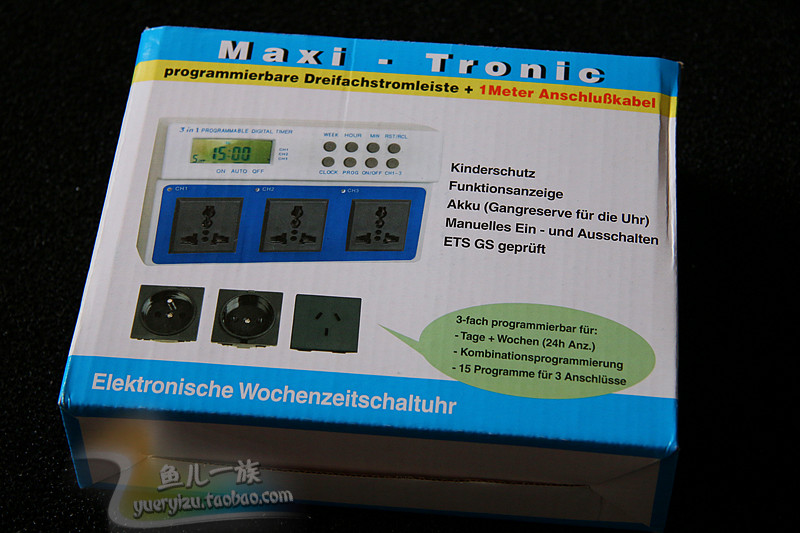 Maxi - Tronic
programmierbare Dreifachstromleiste + 1Meter Anschlußkabel
3 in 1 PROGRAMMABLE DIGITAL TIMER
WEEK HOUR MIN RST/RCL
CH1
CH2
CH3
15:00
ON AUTO OFF
CLOCK PROG ON/OFF CH1-3
CH1 CH2 CH3
Kinderschutz
Funktionsanzeige
Akku (Gangreserve für die Uhr)
Manuelles Ein - und Ausschalten
ETS GS geprüft
3-fach programmierbar für:
- Tage + Wochen (24h Anz.)
- Kombinationsprogrammierung
- 15 Programme für 3 Anschlüsse
Elektronische Wochenzeitschaltuhr
鱼儿一族
yueryizu.taobao.com